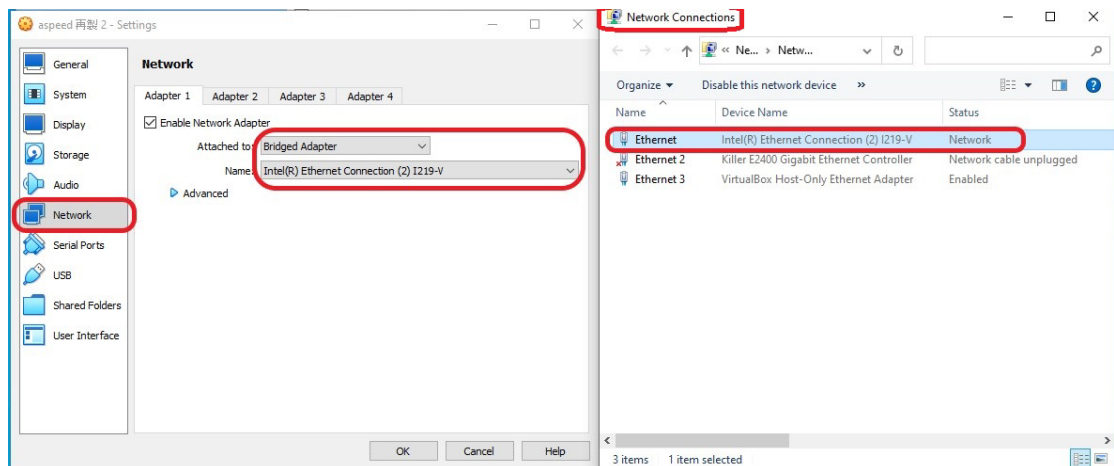 aspeed 再製 2 - Settings
General
System
Display
Storage
Audio
Network
Serial Ports
USB
Shared Folders
User Interface
Network
Adapter 1 Adapter 2 Adapter 3 Adapter 4
Enable Network Adapter
Attached to: Bridged Adapter
Name: Intel(R) Ethernet Connection (2) I219-V
Advanced
OK Cancel Help
Network Connections
« Ne... › Netw...
Organize Disable this network device »
Name Device Name Status
Ethernet Intel(R) Ethernet Connection (2) I219-V Network
Ethernet 2 Killer E2400 Gigabit Ethernet Controller Network cable unplugged
Ethernet 3 VirtualBox Host-Only Ethernet Adapter Enabled
3 items 1 item selected